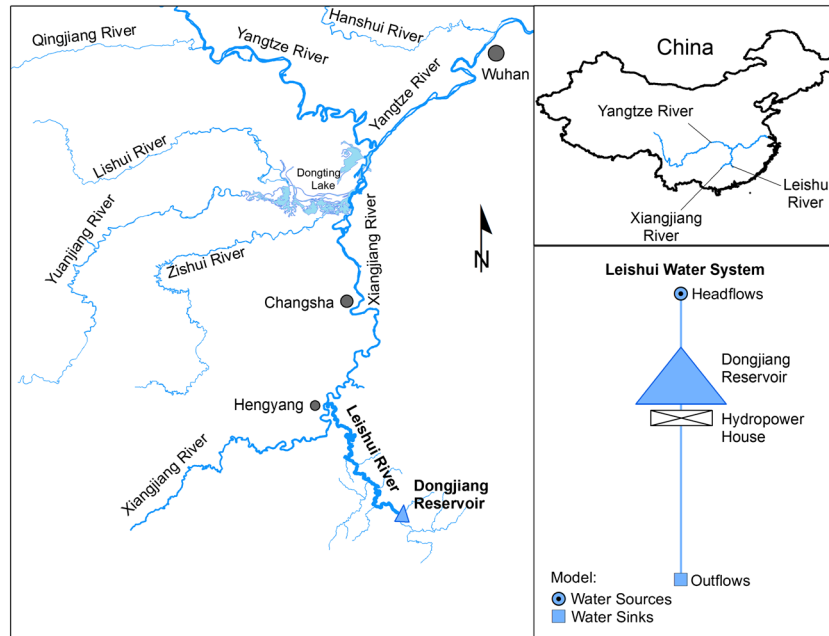 Hanshui River
Qingjiang River
Yangtze River
Wuhan
Yangtze River
Lishui River
Dongting
Lake
Yuanjiang River
Zishui River
Xiangjiang River
N
Changsha
Hengyang
Leishui River
Xiangjiang River
Dongjiang
Reservoir
China
Yangtze River
Leishui
River
Xiangjiang
River
Leishui Water System
Headflows
Dongjiang
Reservoir
Hydropower
House
Model:
Outflows
Water Sources
Water Sinks